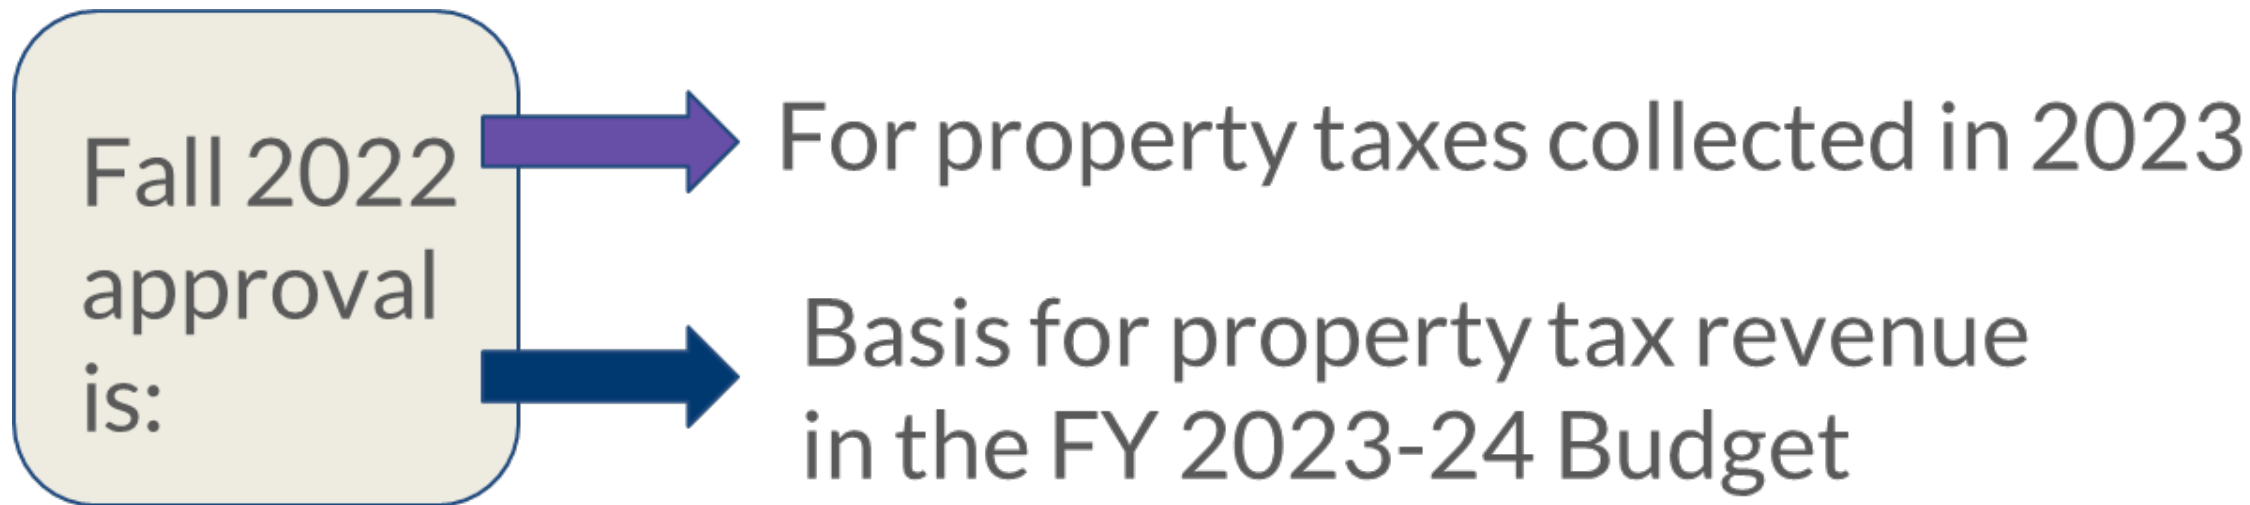 Fall 2022
approval
is:
For property taxes collected in 2023
Basis for property tax revenue
in the FY 2023-24 Budget